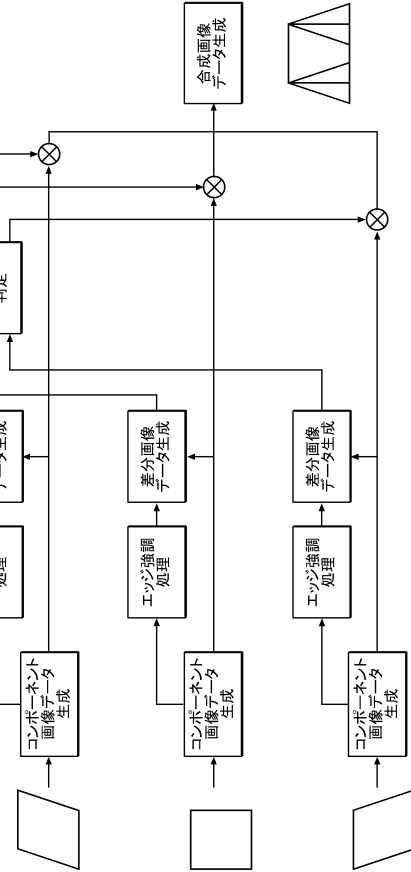 合成画像
データ生成
判定
データ生成
差分画像
データ生成
差分画像
データ生成
処理
エッジ強調
処理
エッジ強調
処理
コンポーネント
画像データ
生成
コンポーネント
画像データ
生成
コンポーネント
画像データ
生成